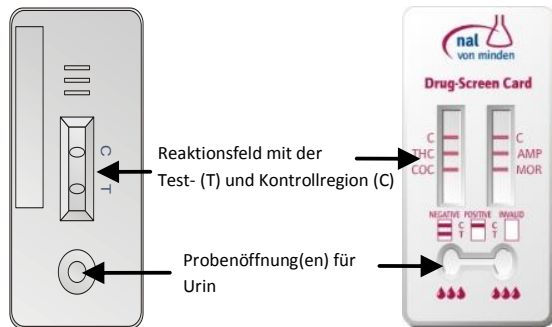 C
T
Reaktionsfeld mit der
Test- (T) und Kontrollregion (C)
Probenöffnung(en) für
Urin
nal
von minden
Drug-Screen Card
C
THC
COC
C
AMP
MOR
NEGATIVE POSITIVE INVALID
C
T
C
T